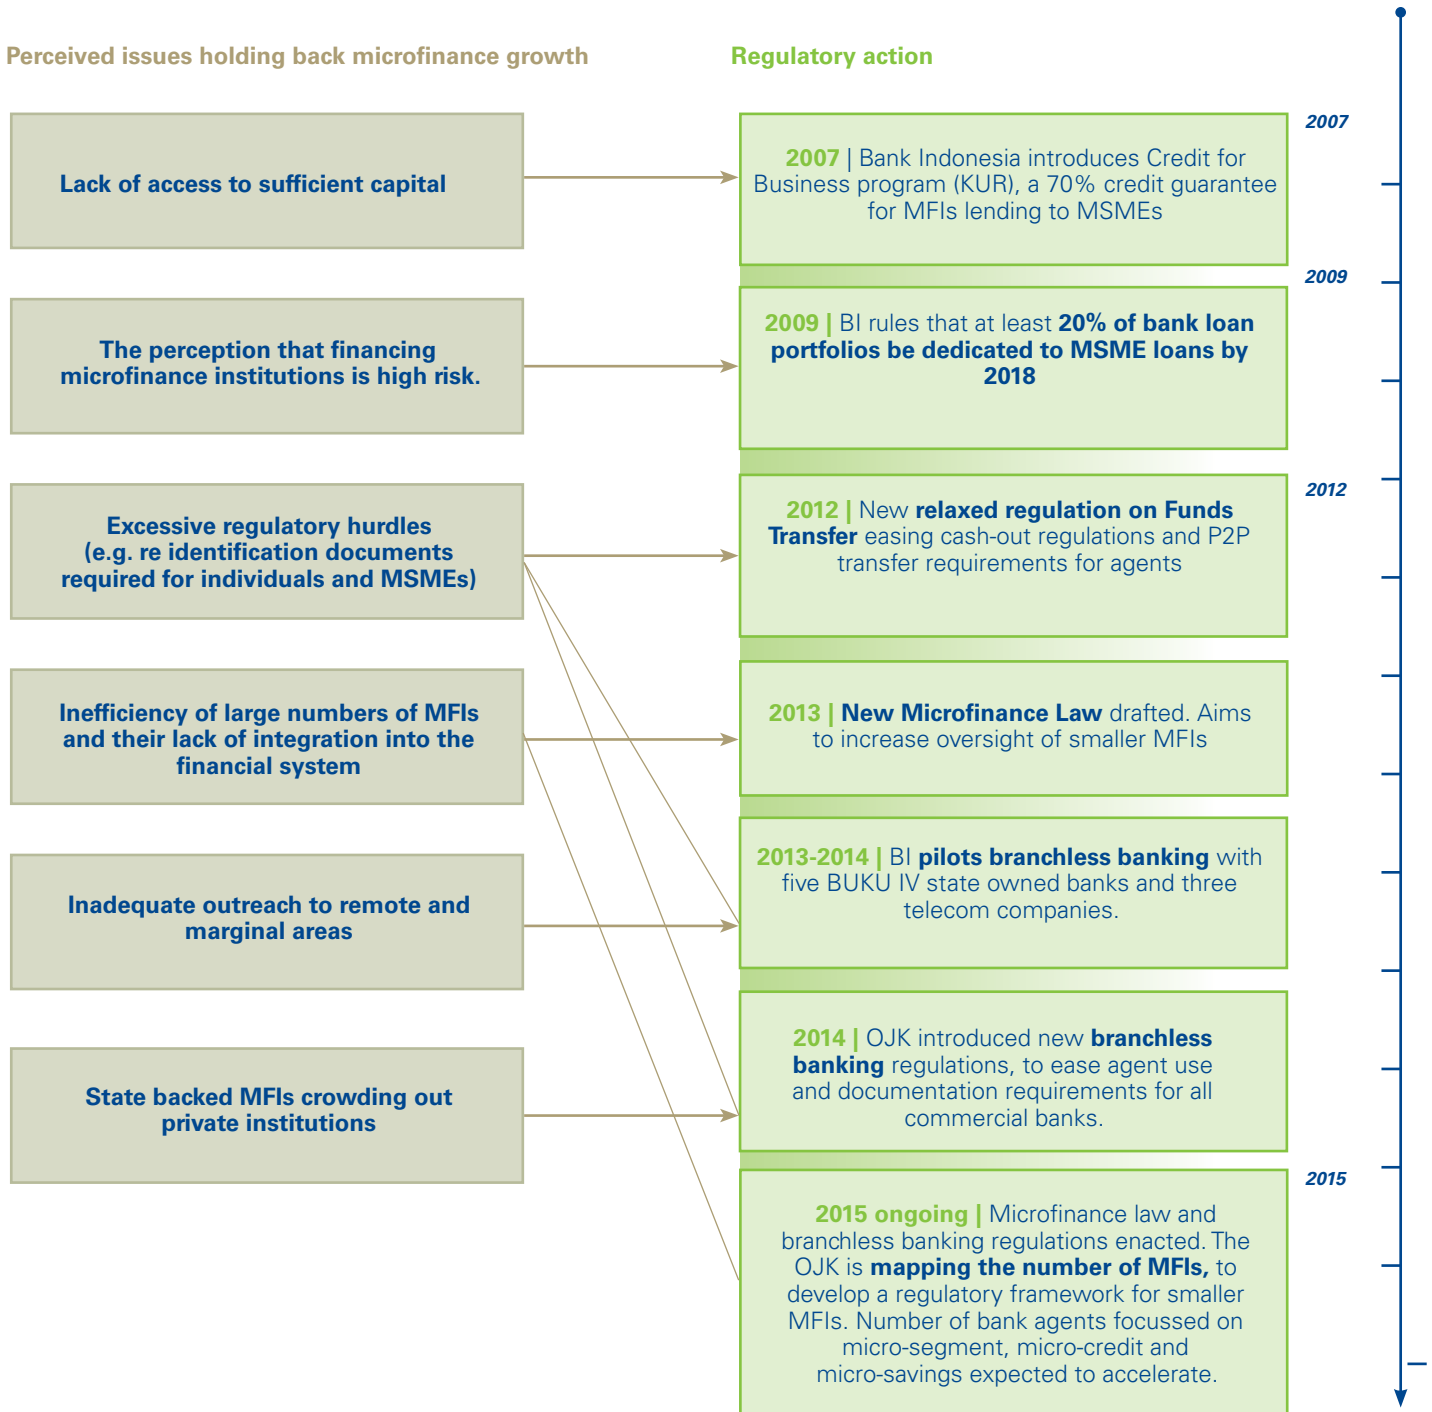 Perceived issues holding back microfinance growth
Regulatory action
Lack of access to sufficient capital
2007 | Bank Indonesia introduces Credit for
Business program (KUR), a 70% credit guarantee
for MFIs lending to MSMEs
2007
The perception that financing
microfinance institutions is high risk.
2009 | BI rules that at least 20% of bank loan
portfolios be dedicated to MSME loans by
2018
2009
Excessive regulatory hurdles
(e.g. re identification documents
required for individuals and MSMEs)
2012 | New relaxed regulation on Funds
Transfer easing cash-out regulations and P2P
transfer requirements for agents
2012
Inefficiency of large numbers of MFIs
and their lack of integration into the
financial system
2013 | New Microfinance Law drafted. Aims
to increase oversight of smaller MFIs
Inadequate outreach to remote and
marginal areas
2013-2014 | BI pilots branchless banking with
five BUKU IV state owned banks and three
telecom companies.
State backed MFIs crowding out
private institutions
2014 | OJK introduced new branchless
banking regulations, to ease agent use
and documentation requirements for all
commercial banks.
2015
2015 ongoing | Microfinance law and
branchless banking regulations enacted. The
OJK is mapping the number of MFIs, to
develop a regulatory framework for smaller
MFIs. Number of bank agents focussed on
micro-segment, micro-credit and
micro-savings expected to accelerate.